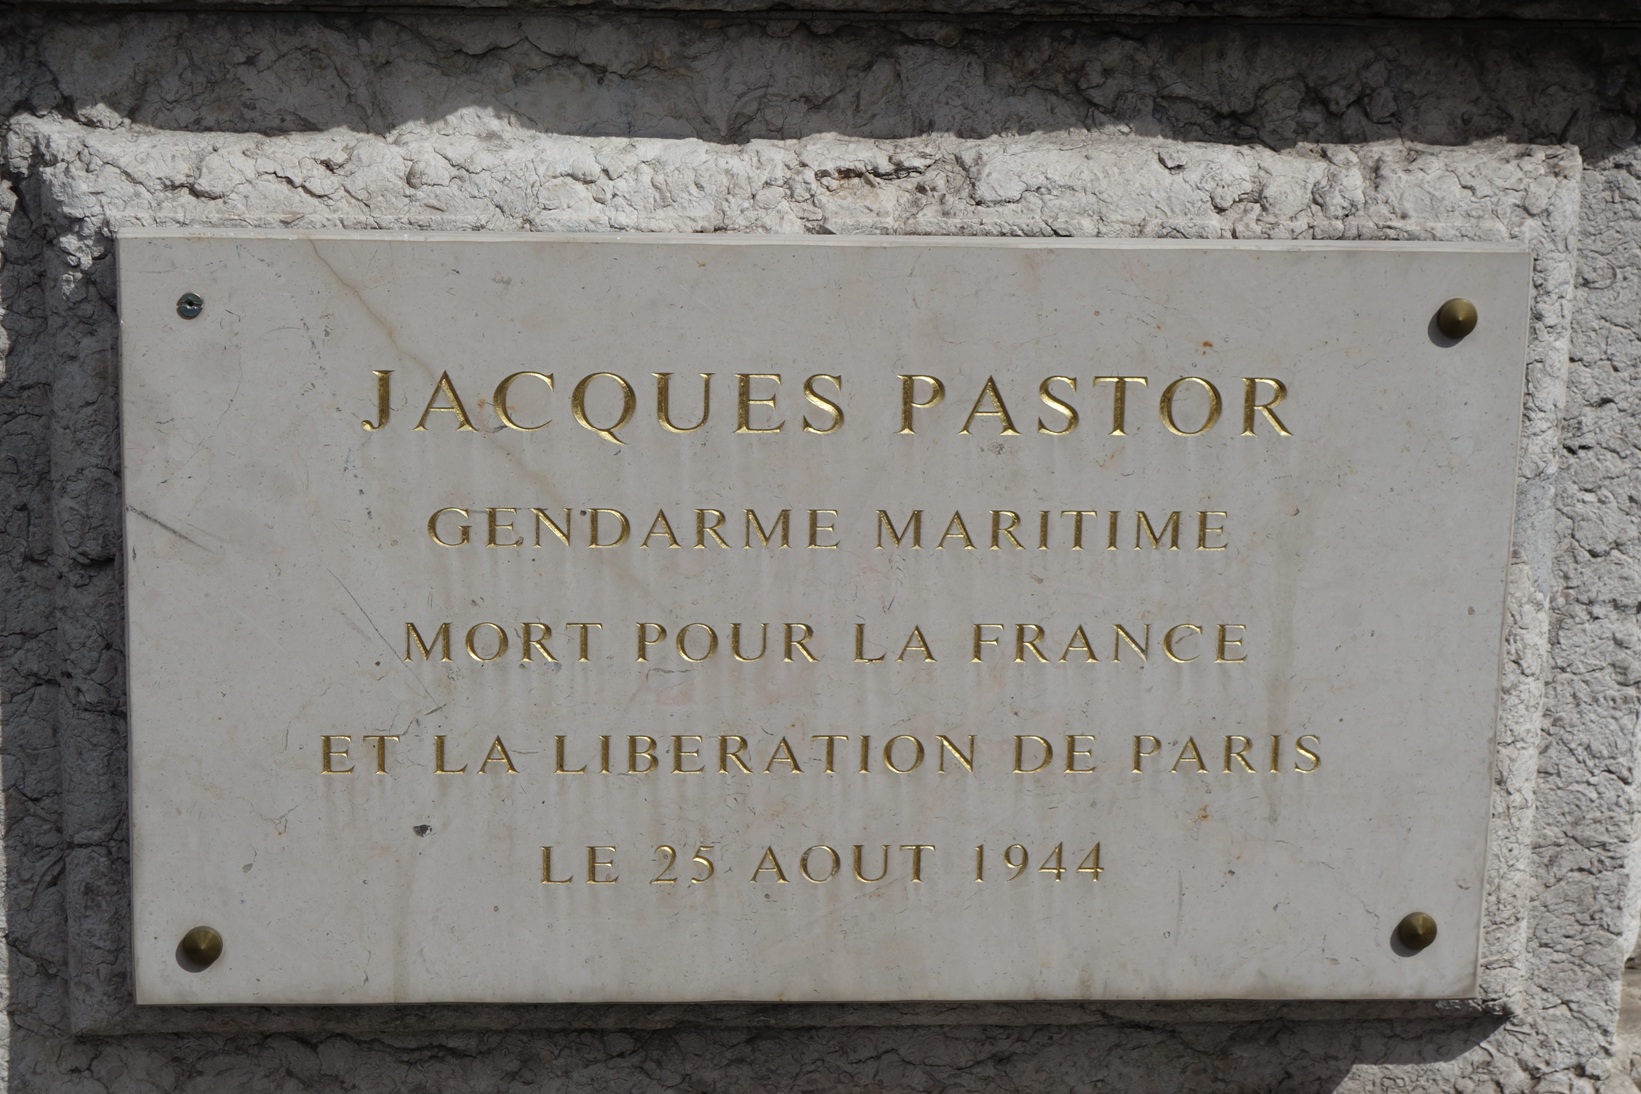 JACQUES PASTOR
GENDARME MARITIME
MORT POUR LA FRANCE
ET LA LIBERATION DE PARIS
LE 25 AOUT 1944